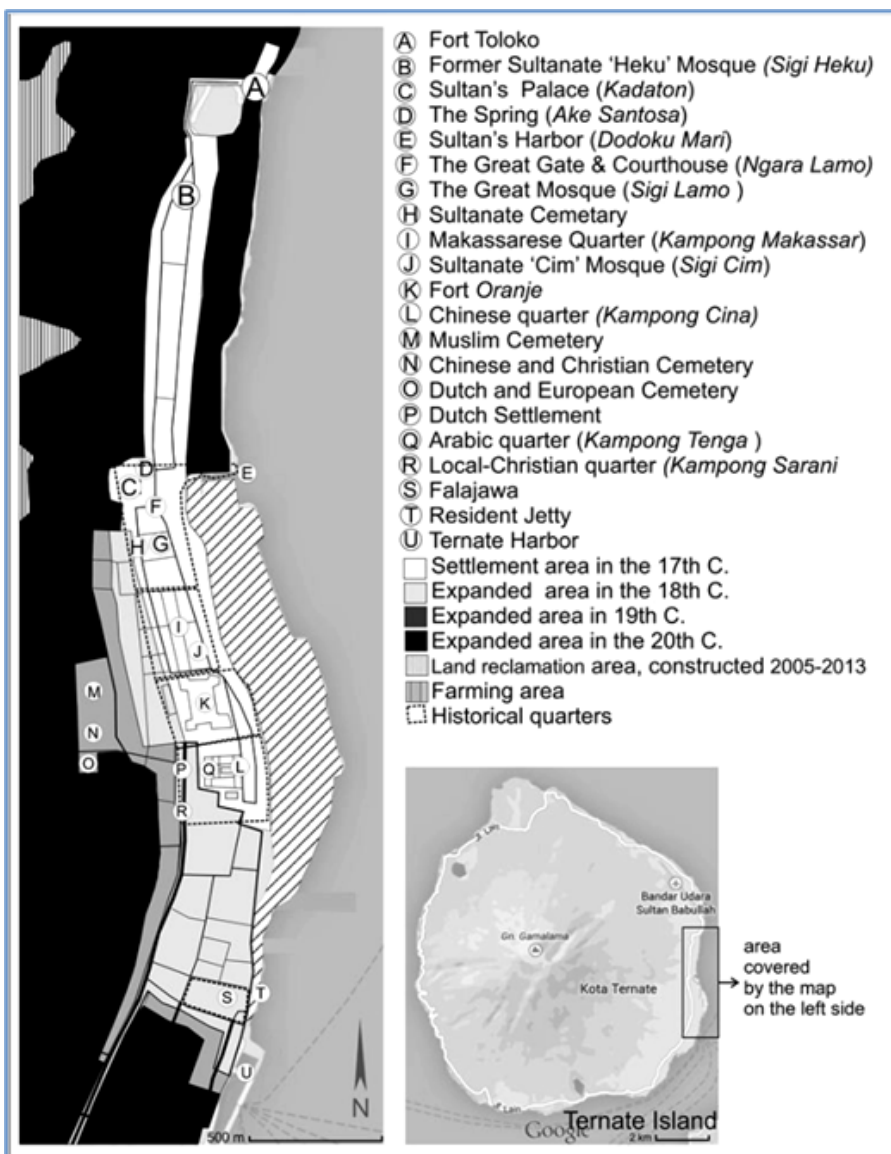 A Fort Toloko
B Former Sultanate ‘Heku’ Mosque (Sigi Heku)
C Sultan’s Palace (Kadaton)
D The Spring (Ake Santosa)
E Sultan’s Harbor (Dodoku Mari)
F The Great Gate & Courthouse (Ngara Lamo)
G The Great Mosque (Sigi Lamo )
H Sultanate Cemetary
I Makassarese Quarter (Kampong Makassar)
J Sultanate ‘Cim’ Mosque (Sigi Cim)
K Fort Oranje
L Chinese quarter (Kampong Cina)
M Muslim Cemetery
N Chinese and Christian Cemetery
O Dutch and European Cemetery
P Dutch Settlement
Q Arabic quarter (Kampong Tenga )
R Local-Christian quarter (Kampong Sarani
S Falajawa
T Resident Jetty
U Ternate Harbor
Settlement area in the 17th C.
Expanded area in the 18th C.
Expanded area in 19th C.
Expanded area in the 20th C.
Land reclamation area, constructed 2005-2013
Farming area
Historical quarters
A
B
D
E
C
F
H G
I
J
K
M
N
O
P Q L
R
S T
U
N
500 m
Jl. Lain
Bandar Udara
Sultan Babullah
Gn. Gamalama
Kota Ternate
Jl. Lain
Ternate Island
Google
2 km
area
covered
by the map
on the left side